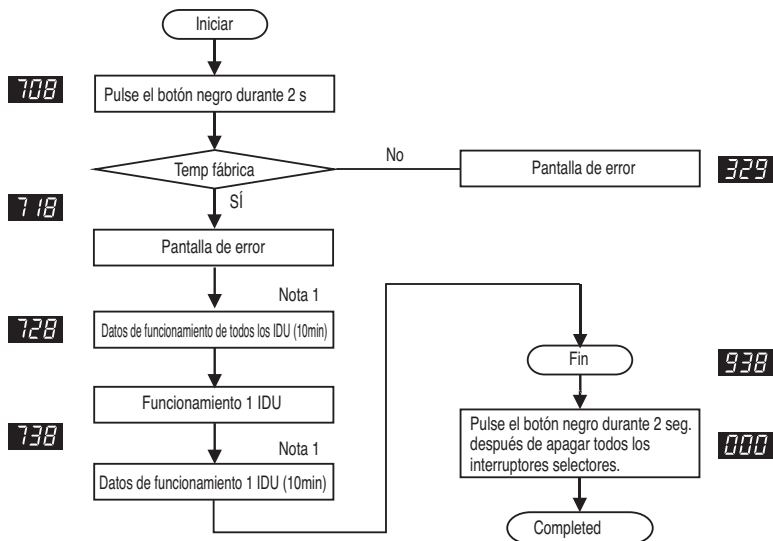 Iniciar
708
Pulse el botón negro durante 2 s
Temp fábrica
No
Pantalla de error
329
718
SÍ
Pantalla de error
Nota 1
728
Datos de funcionamiento de todos los IDU (10min)
Funcionamiento 1 IDU
738
Nota 1
Datos de funcionamiento 1 IDU (10min)
Fin
938
Pulse el botón negro durante 2 seg.
después de apagar todos los
interruptores selectores.
000
Completed